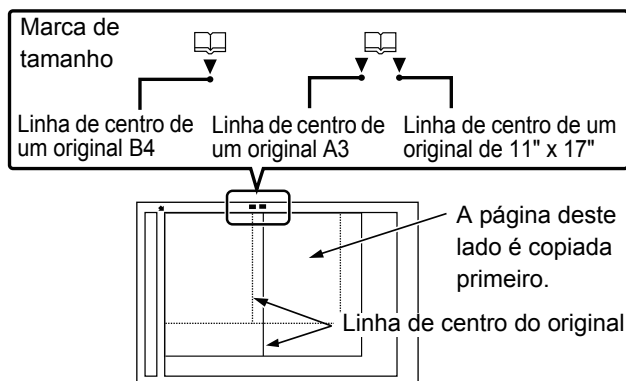 Marca de
tamanho
Linha de centro de
um original B4
Linha de centro de
um original A3
Linha de centro de um
original de 11" x 17"
A página deste
lado é copiada
primeiro.
Linha de centro do original